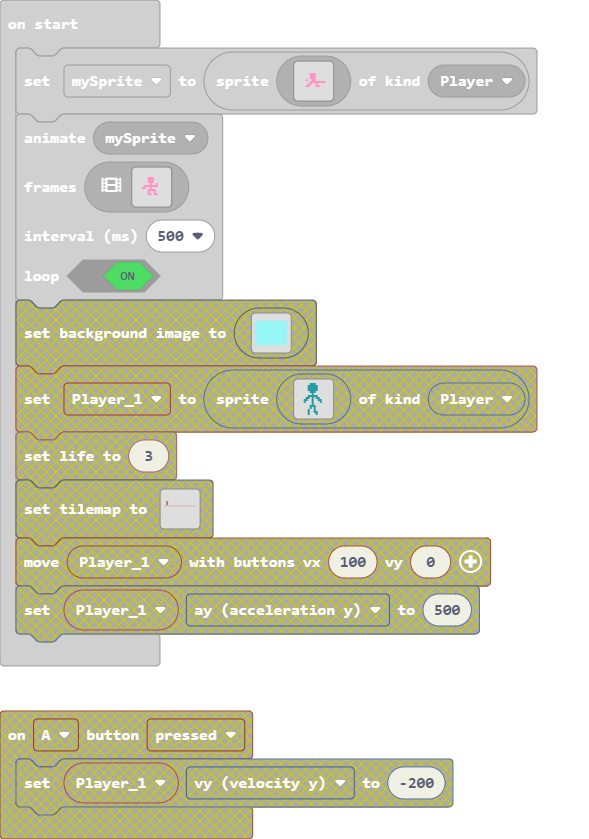 on start
set mySprite to sprite of kind Player
animate mySprite
frames
interval (ms) 500
loop ON
set background image to
set Player_1 to sprite of kind Player
set life to 3
set tilemap to
move Player_1 with buttons vx 100 vy 0
set Player_1 ay (acceleration y) to 500
on A button pressed
set Player_1 vy (velocity y) to -200